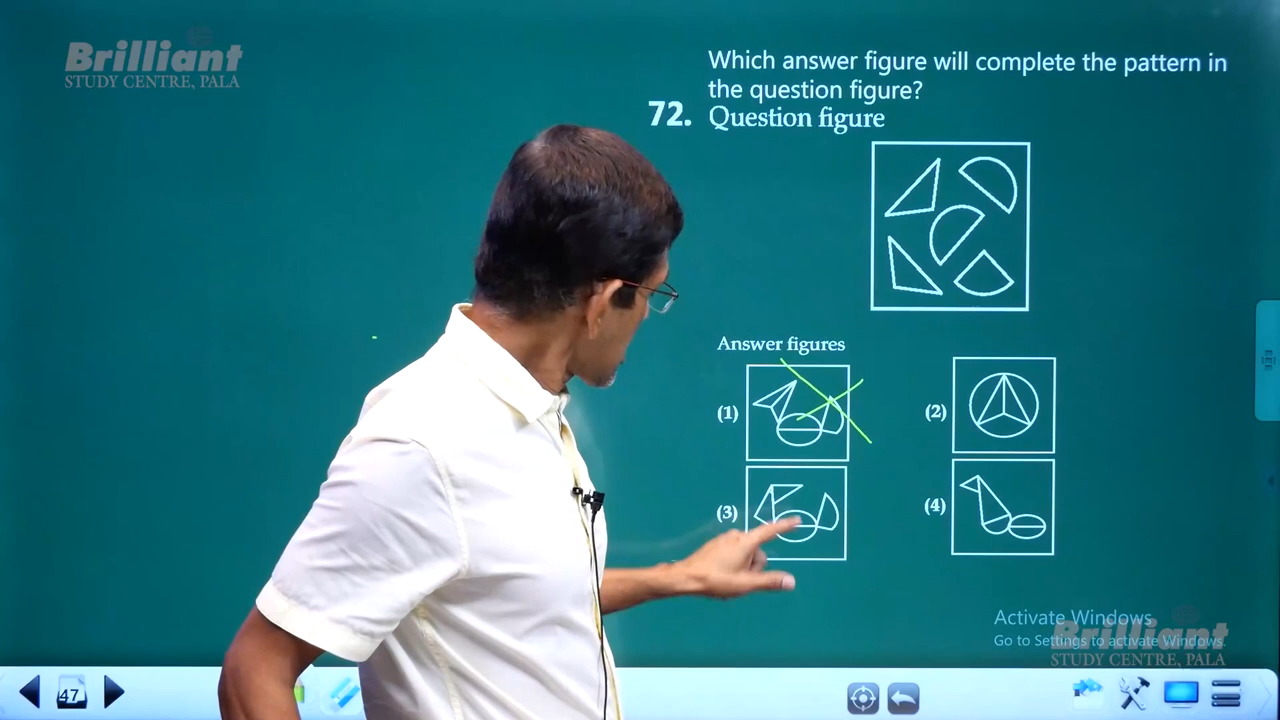 Brilliant
STUDY CENTRE, PALA
Which answer figure will complete the pattern in
the question figure?
72. Question figure
Answer figures
(1)
(2)
(3)
(4)
Activate Windows
Go to Settings to activate Windows.
Brilliant
STUDY CENTRE, PALA
47